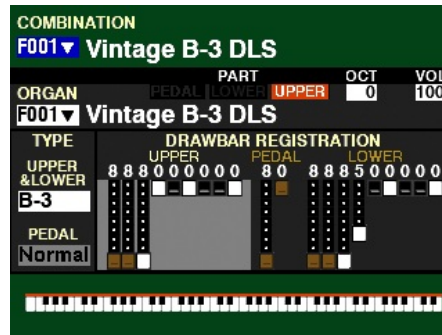 COMBINATION
F001▼ Vintage B-3 DLS
PART OCT VOL
ORGAN PEDAL LOWER UPPER 0 100
F001▼ Vintage B-3 DLS
TYPE DRAWBAR REGISTRATION
UPPER PEDAL LOWER
UPPER &LOWER
888000000 80 888500000
B-3
PEDAL
Normal